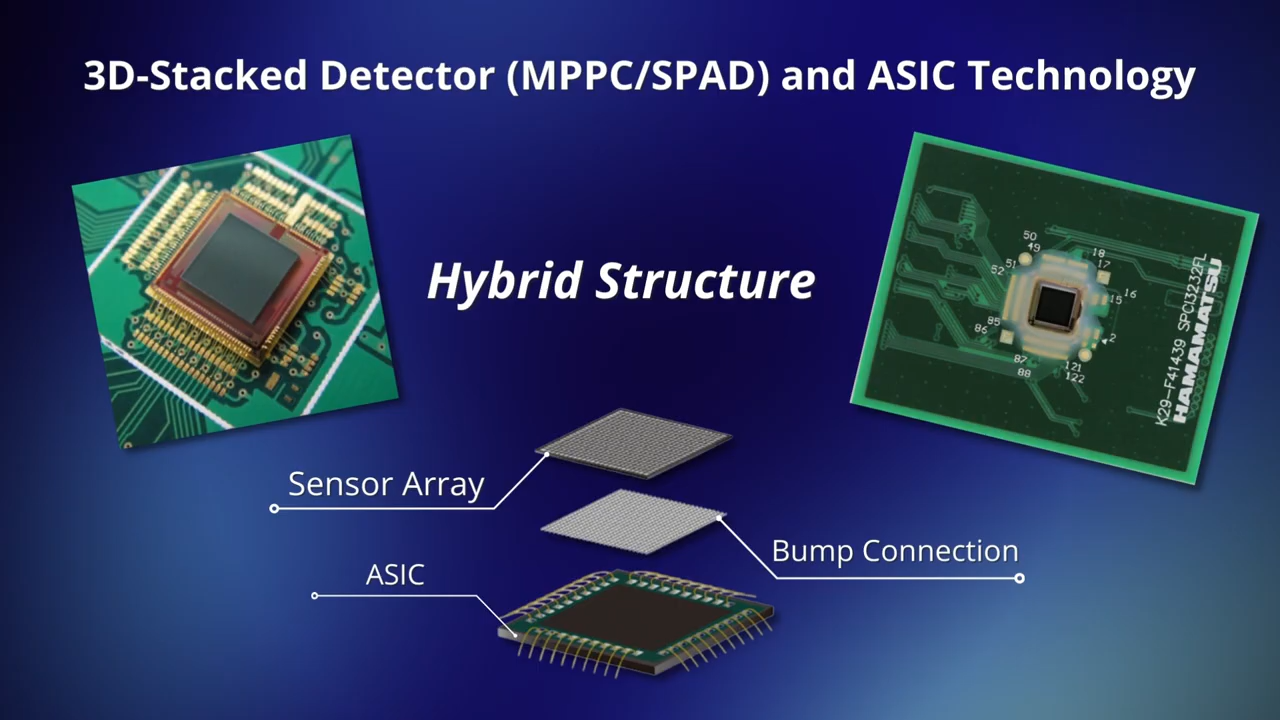 3D-Stacked Detector (MPPC/SPAD) and ASIC Technology
Hybrid Structure
50
49
51
52
18
17
16
15
2
85
86
87
88
121
122
K29-F41439 SPCI3232FL
HAMAMATSU
Sensor Array
Bump Connection
ASIC